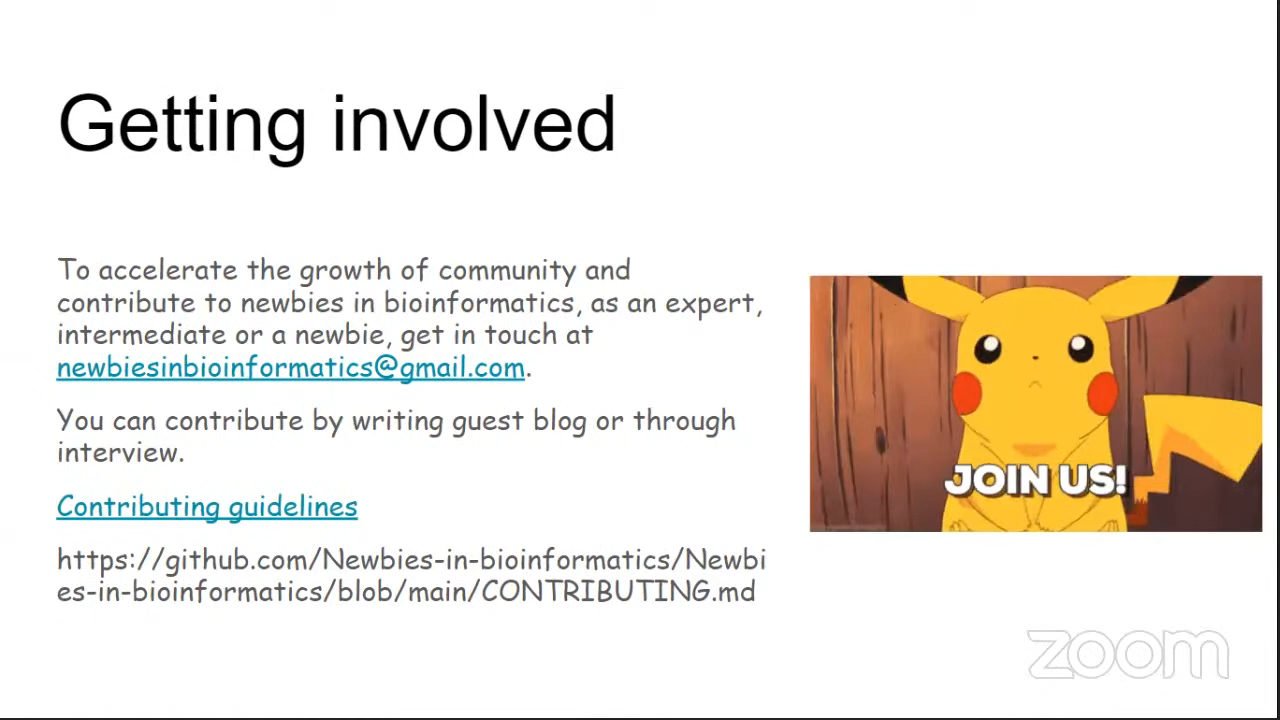 Getting involved
To accelerate the growth of community and
contribute to newbies in bioinformatics, as an expert,
intermediate or a newbie, get in touch at
newbiesinbioinformatics@gmail.com.
You can contribute by writing guest blog or through
interview.
Contributing guidelines
https://github.com/Newbies-in-bioinformatics/Newbi
es-in-bioinformatics/blob/main/CONTRIBUTING.md
JOIN US!
zoom